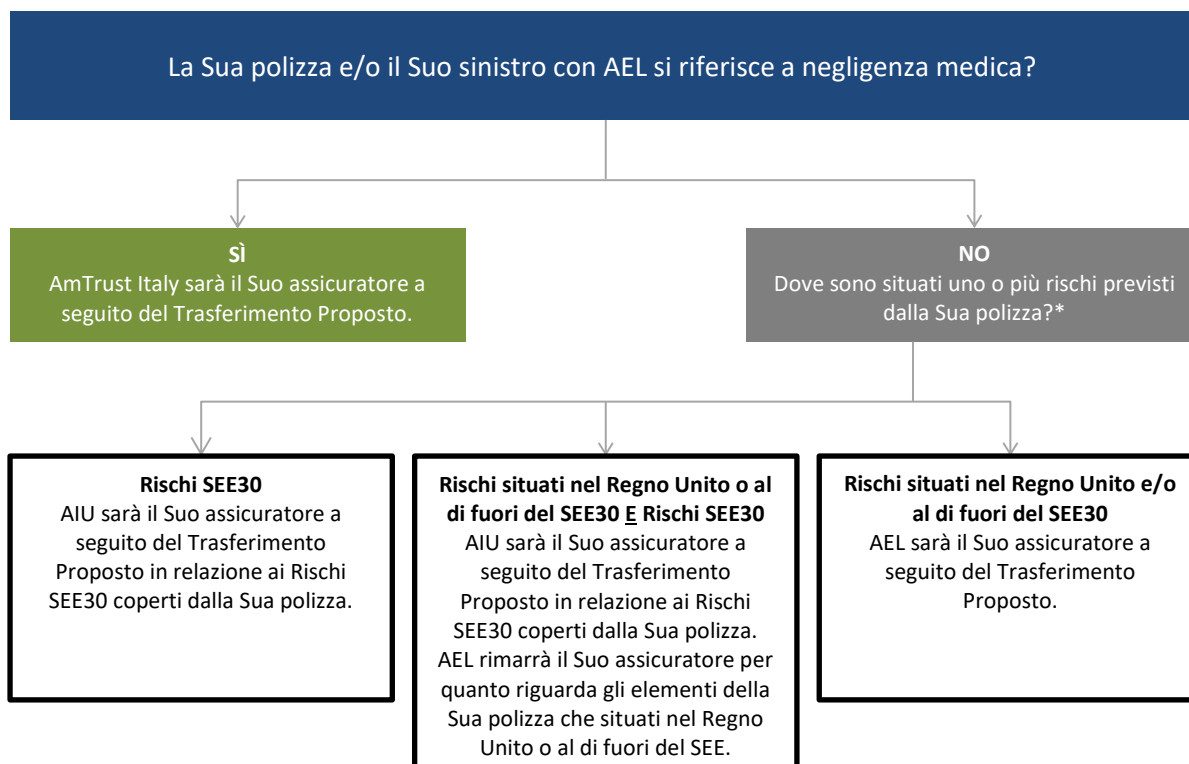 La Sua polizza e/o il Suo sinistro con AEL si riferisce a negligenza medica?
SÌ
AmTrust Italy sarà il Suo assicuratore a
seguito del Trasferimento Proposto.
NO
Dove sono situati uno o più rischi previsti
dalla Sua polizza?*
Rischi SEE30
AIU sarà il Suo assicuratore a
seguito del Trasferimento
Proposto in relazione ai Rischi
SEE30 coperti dalla Sua polizza.
Rischi situati nel Regno Unito o al
di fuori del SEE30 E Rischi SEE30
AIU sarà il Suo assicuratore a
seguito del Trasferimento
Proposto in relazione ai Rischi
SEE30 coperti dalla Sua polizza.
AEL rimarrà il Suo assicuratore per
quanto riguarda gli elementi della
Sua polizza che situati nel Regno
Unito o al di fuori del SEE.
Rischi situati nel Regno Unito e/o
al di fuori del SEE30
AEL sarà il Suo assicuratore a
seguito del Trasferimento
Proposto.